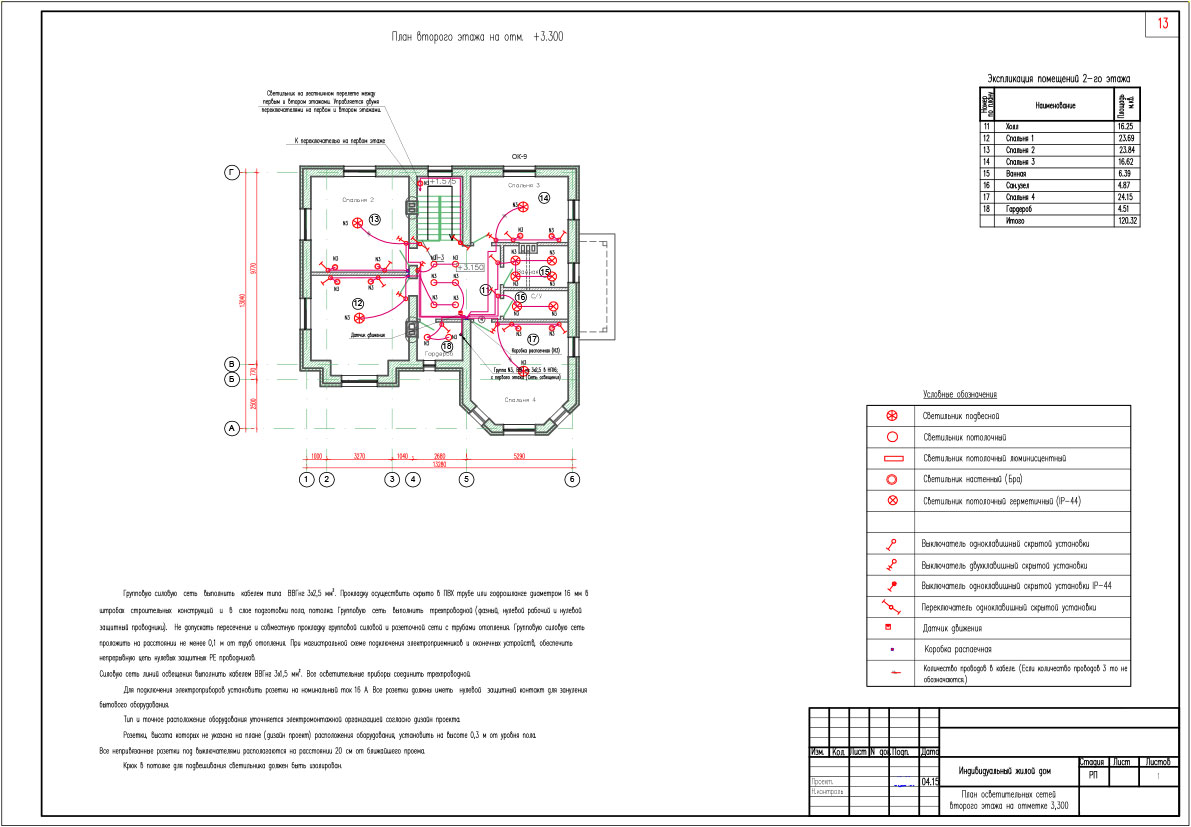 13
План второго этажа на отм. +3.300
Светильник на лестничном перелете между
первым и втором этажами. Управляется двумя
переключателями на первом и втором этажами.
К переключателю на первом этаже
ОК-9
Экспликация помещений 2-го этажа
Номер по плану Наименование Площадь м.кв.
11 Холл 16.25
12 Спальня 1 23.69
13 Спальня 2 23.84
14 Спальня 3 16.62
15 Ванная 6.39
16 Сан.узел 4.87
17 Спальня 4 24.15
18 Гардероб 4.51
Итого 120.32
Г
В
Б
А
9770
13040
770
2500
+1.575
Спальня 2
13
Спальня 3
14
+3.150
15
11
16
С/У
12
17
18
Гардероб
Датчик движения
Коробка распаечная (N3)
с первого этажа (Сеть освещения)
Спальня 4
1000 3270 1040 2680 5290
13280
1 2 3 4 5 6
Условные обозначения
Светильник подвесной
Светильник потолочный
Светильник потолочный люминисцентный
Светильник настенный (Бра)
Светильник потолочный герметичный (IP-44)
Выключатель одноклавишный скрытой установки
Выключатель двухклавишный скрытой установки
Выключатель одноклавишный скрытой установки IP-44
Переключатель одноклавишный скрытой установки
Датчик движения
Коробка распаечная
Количество проводов в кабеле. (Если количество проводов 3 то не
обозначаются.)
Групповую силовую сеть выполнить кабелем типа ВВГнг 3х2,5 мм². Прокладку осуществить скрыто в ПВХ трубе или гофрошланге диаметром 16 мм в
штробах строительных конструкций и в слое подготовки пола, потолка. Групповую сеть выполнить трехпроводной (фазный, нулевой рабочий и нулевой
защитный проводники). Не допускать пересечение и совместную прокладку групповой силовой и розеточной сети с трубами отопления. Групповую силовую сеть
проложить на расстоянии не менее 0,1 м от труб отопления. При магистральной схеме подключения электроприемников и оконечных устройств, обеспечить
непрерывную цепь нулевых защитных РЕ проводников.
Силовую сеть линий освещения выполнить кабелем ВВГнг 3х1,5 мм². Все осветительные приборы соединить трехпроводной.
Для подключения электроприборов установить розетки на номинальный ток 16 А. Все розетки должны иметь нулевой защитный контакт для зануления
бытового оборудования.
Тип и точное расположение оборудования уточняется электромонтажной организацией согласно дизайн проекта.
Розетки, высота которых не указана на плане (дизайн проект) расположения оборудования, установить на высоте 0,3 м от уровня пола.
Все непривязанные розетки под выключателями располагаются на расстоянии 20 см от ближайшего проема.
Крюк в потолке для подвешивания светильника должен быть изолирован.
Изм. Кол. Лист N док. Подп. Дата
Проект. 04.15
Н.контроль
Индивидуальный жилой дом
Стадия Лист Листов
РП 1
План осветительных сетей
второго этажа на отметке 3,300